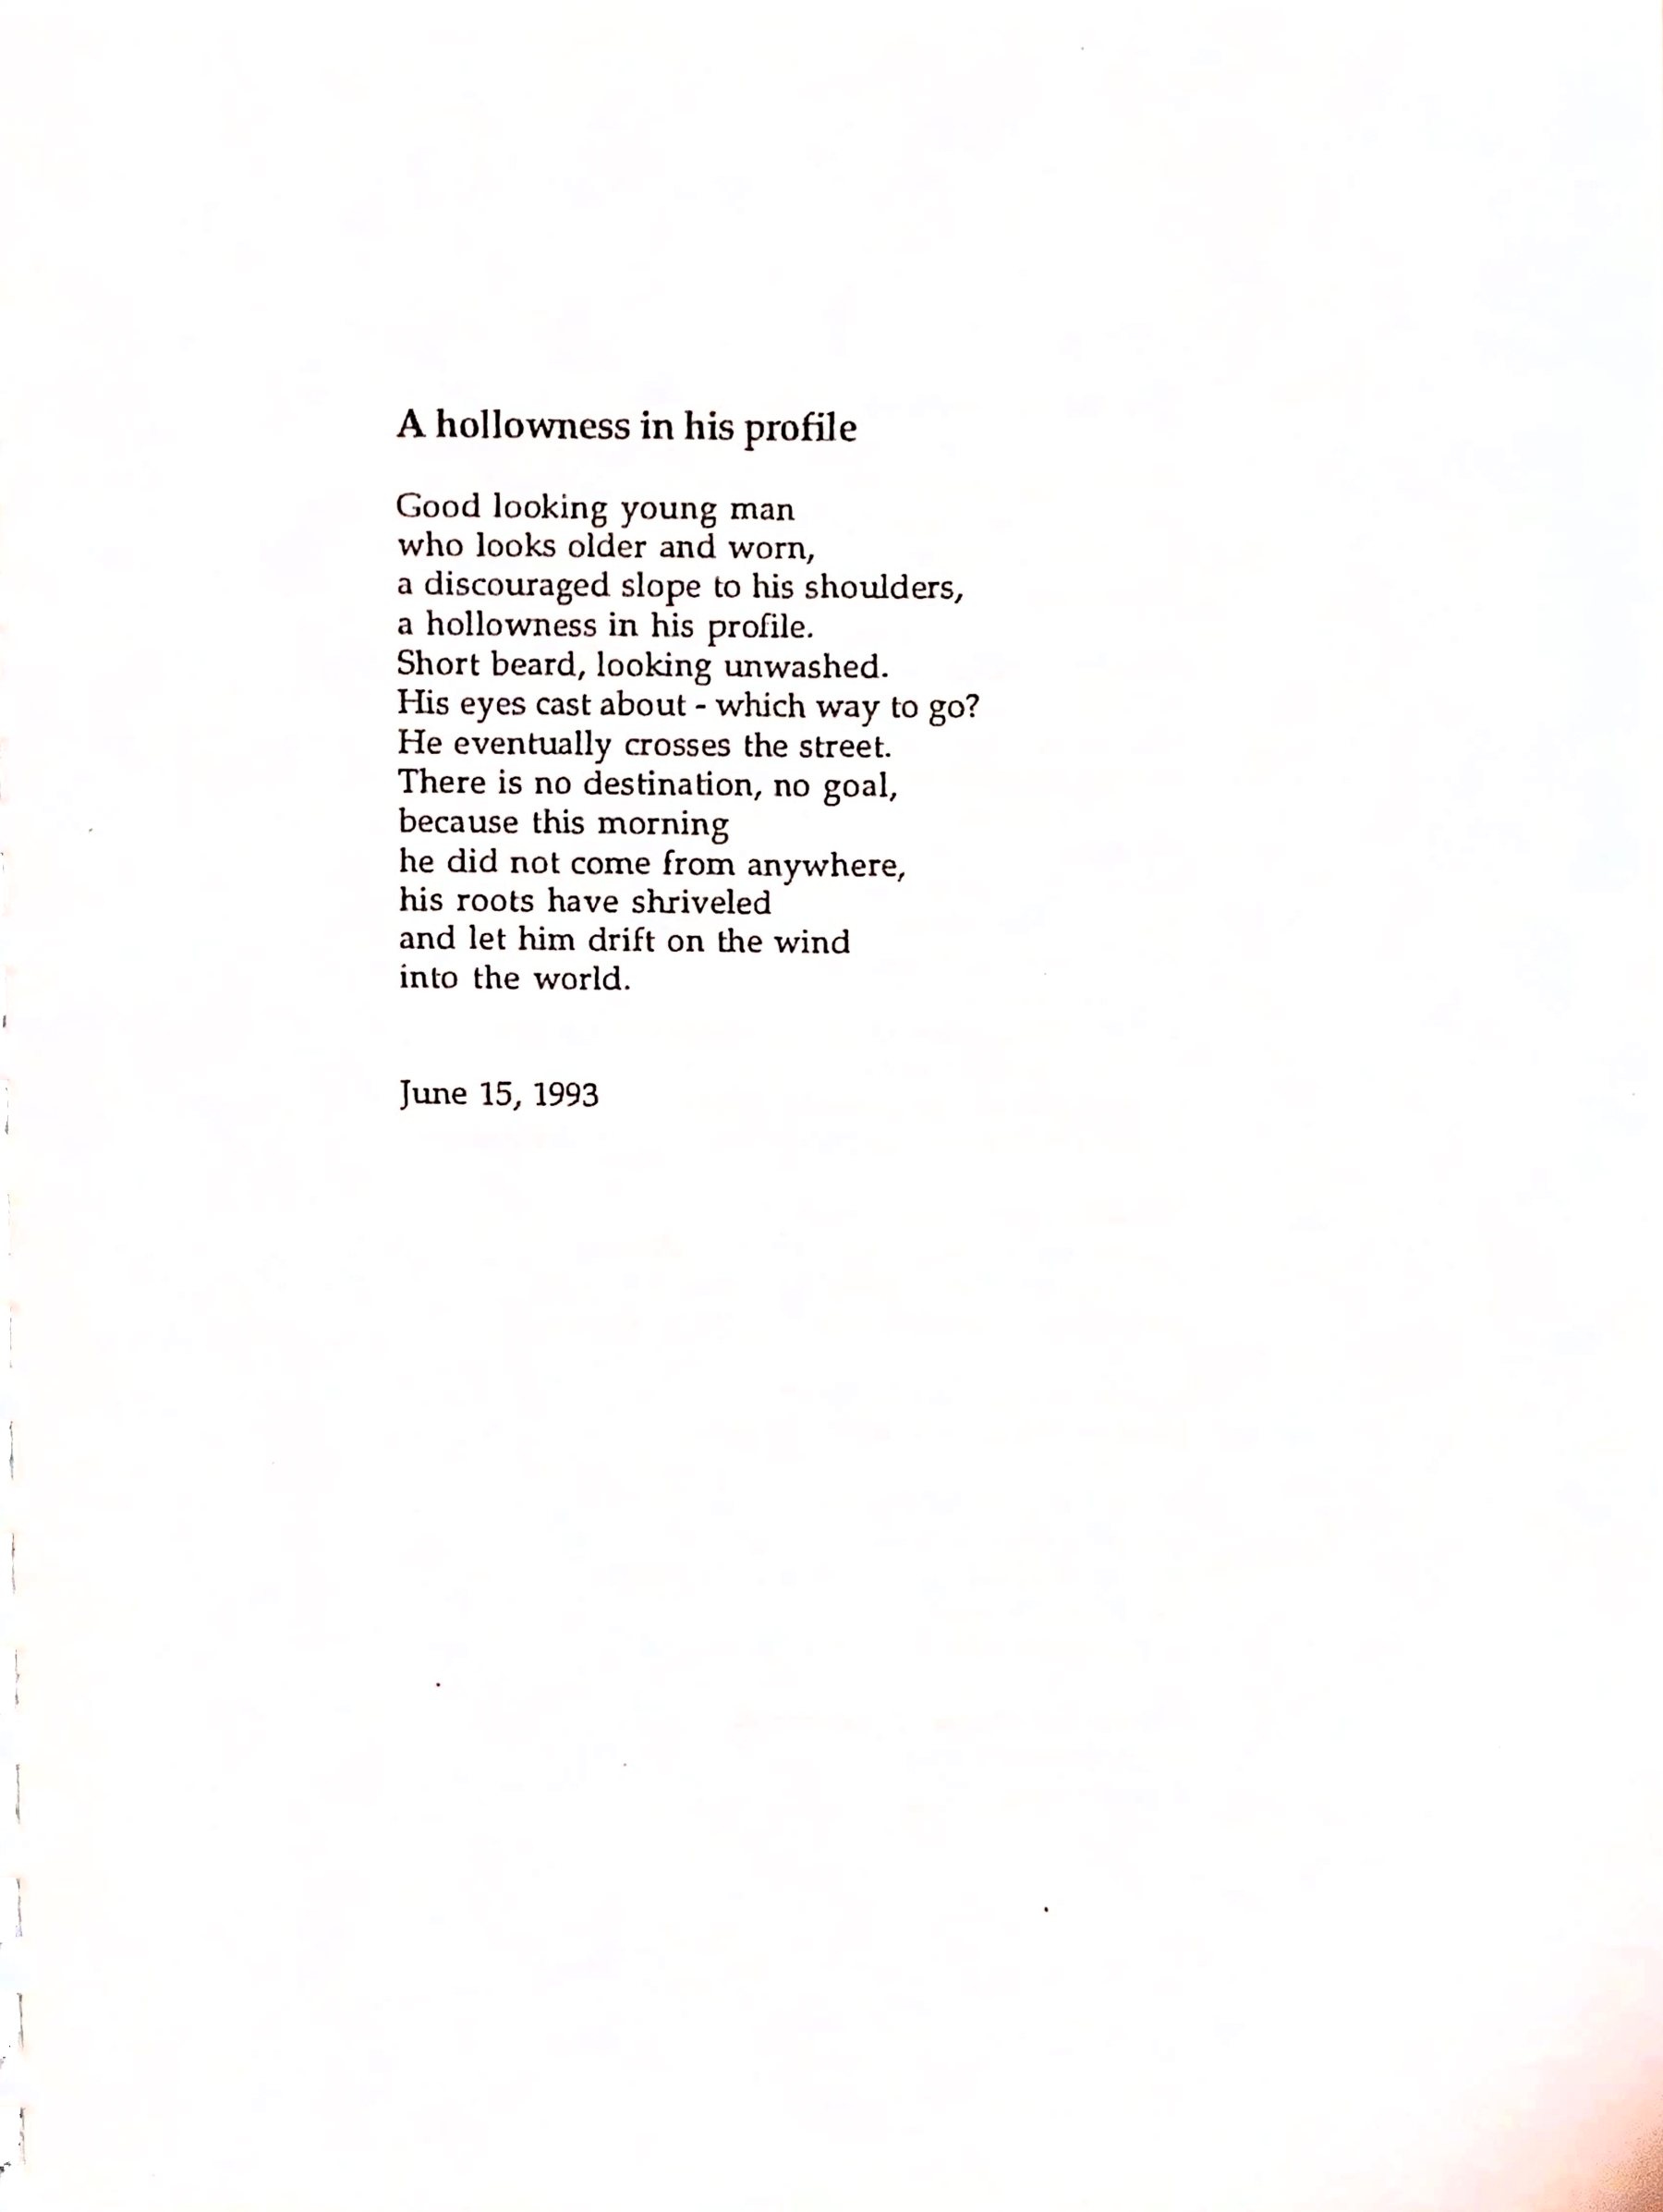 A hollowness in his profile
Good looking young man
who looks older and worn,
a discouraged slope to his shoulders,
a hollowness in his profile.
Short beard, looking unwashed.
His eyes cast about - which way to go?
He eventually crosses the street.
There is no destination, no goal,
because this morning
he did not come from anywhere,
his roots have shriveled
and let him drift on the wind
into the world.
June 15, 1993